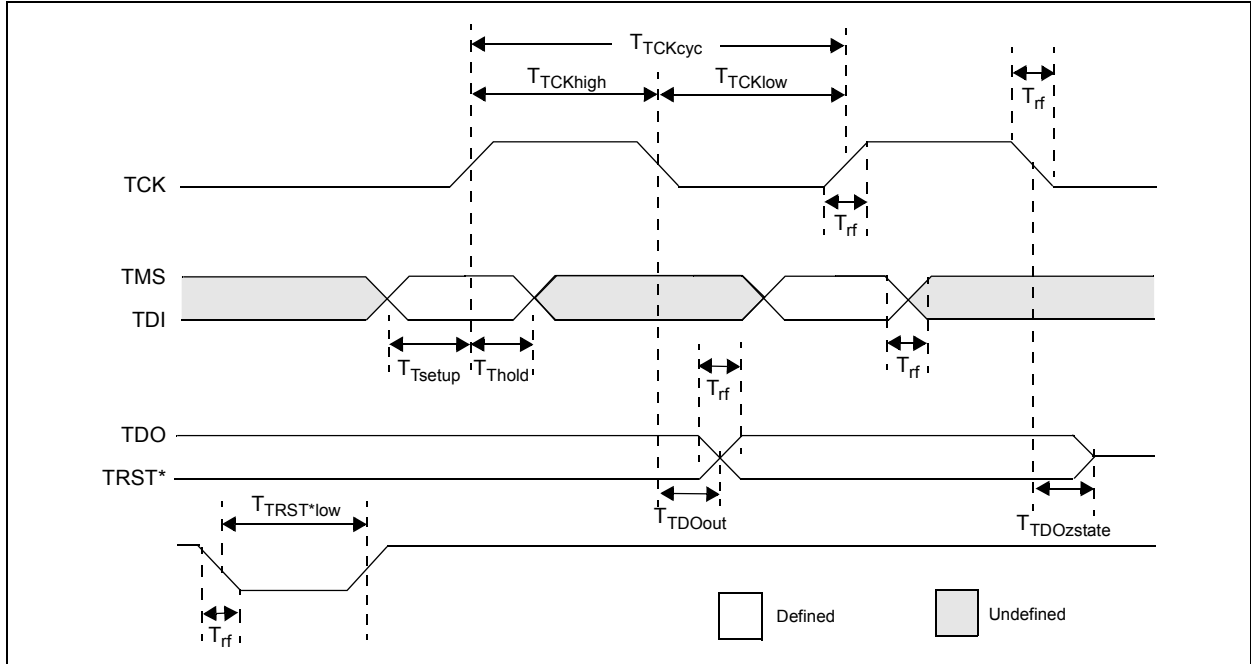 TTCKcyc
TTCKhigh
TTCKlow
Trf
TCK
Trf
TMS
TDI
TTsetup
TThold
Trf
Trf
TDO
TRST*
TTRST*low
TTDOout
TTDOzstate
Trf
Defined
Undefined